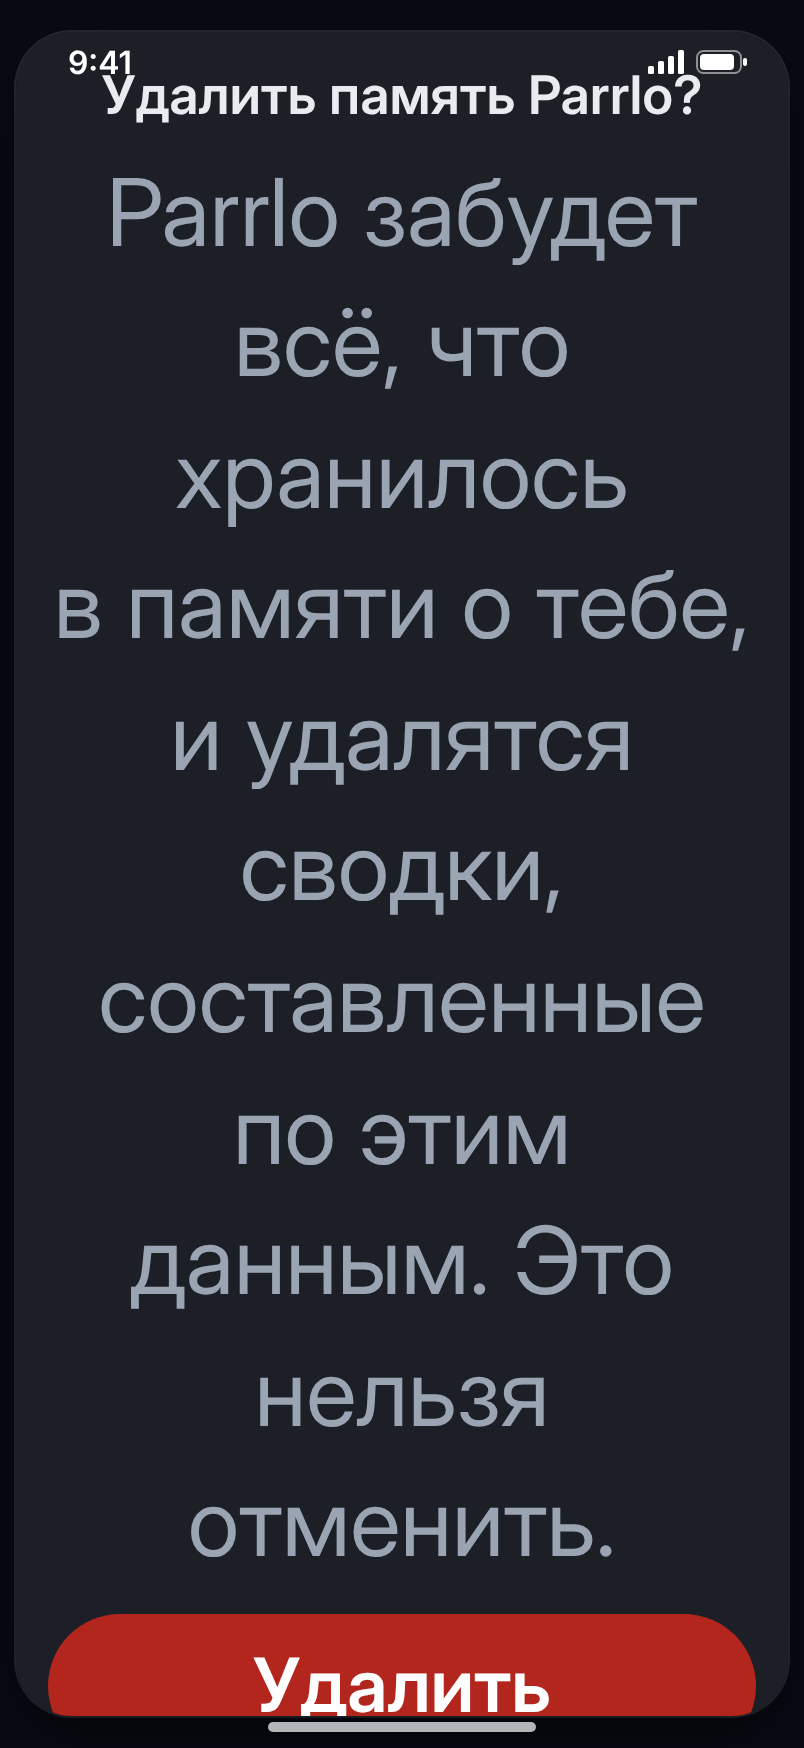 9:41
Удалить память Parrlo?
Parrlo забудет
всё, что
хранилось
в памяти о тебе,
и удалятся
сводки,
составленные
по этим
данным. Это
нельзя
отменить.
Удалить